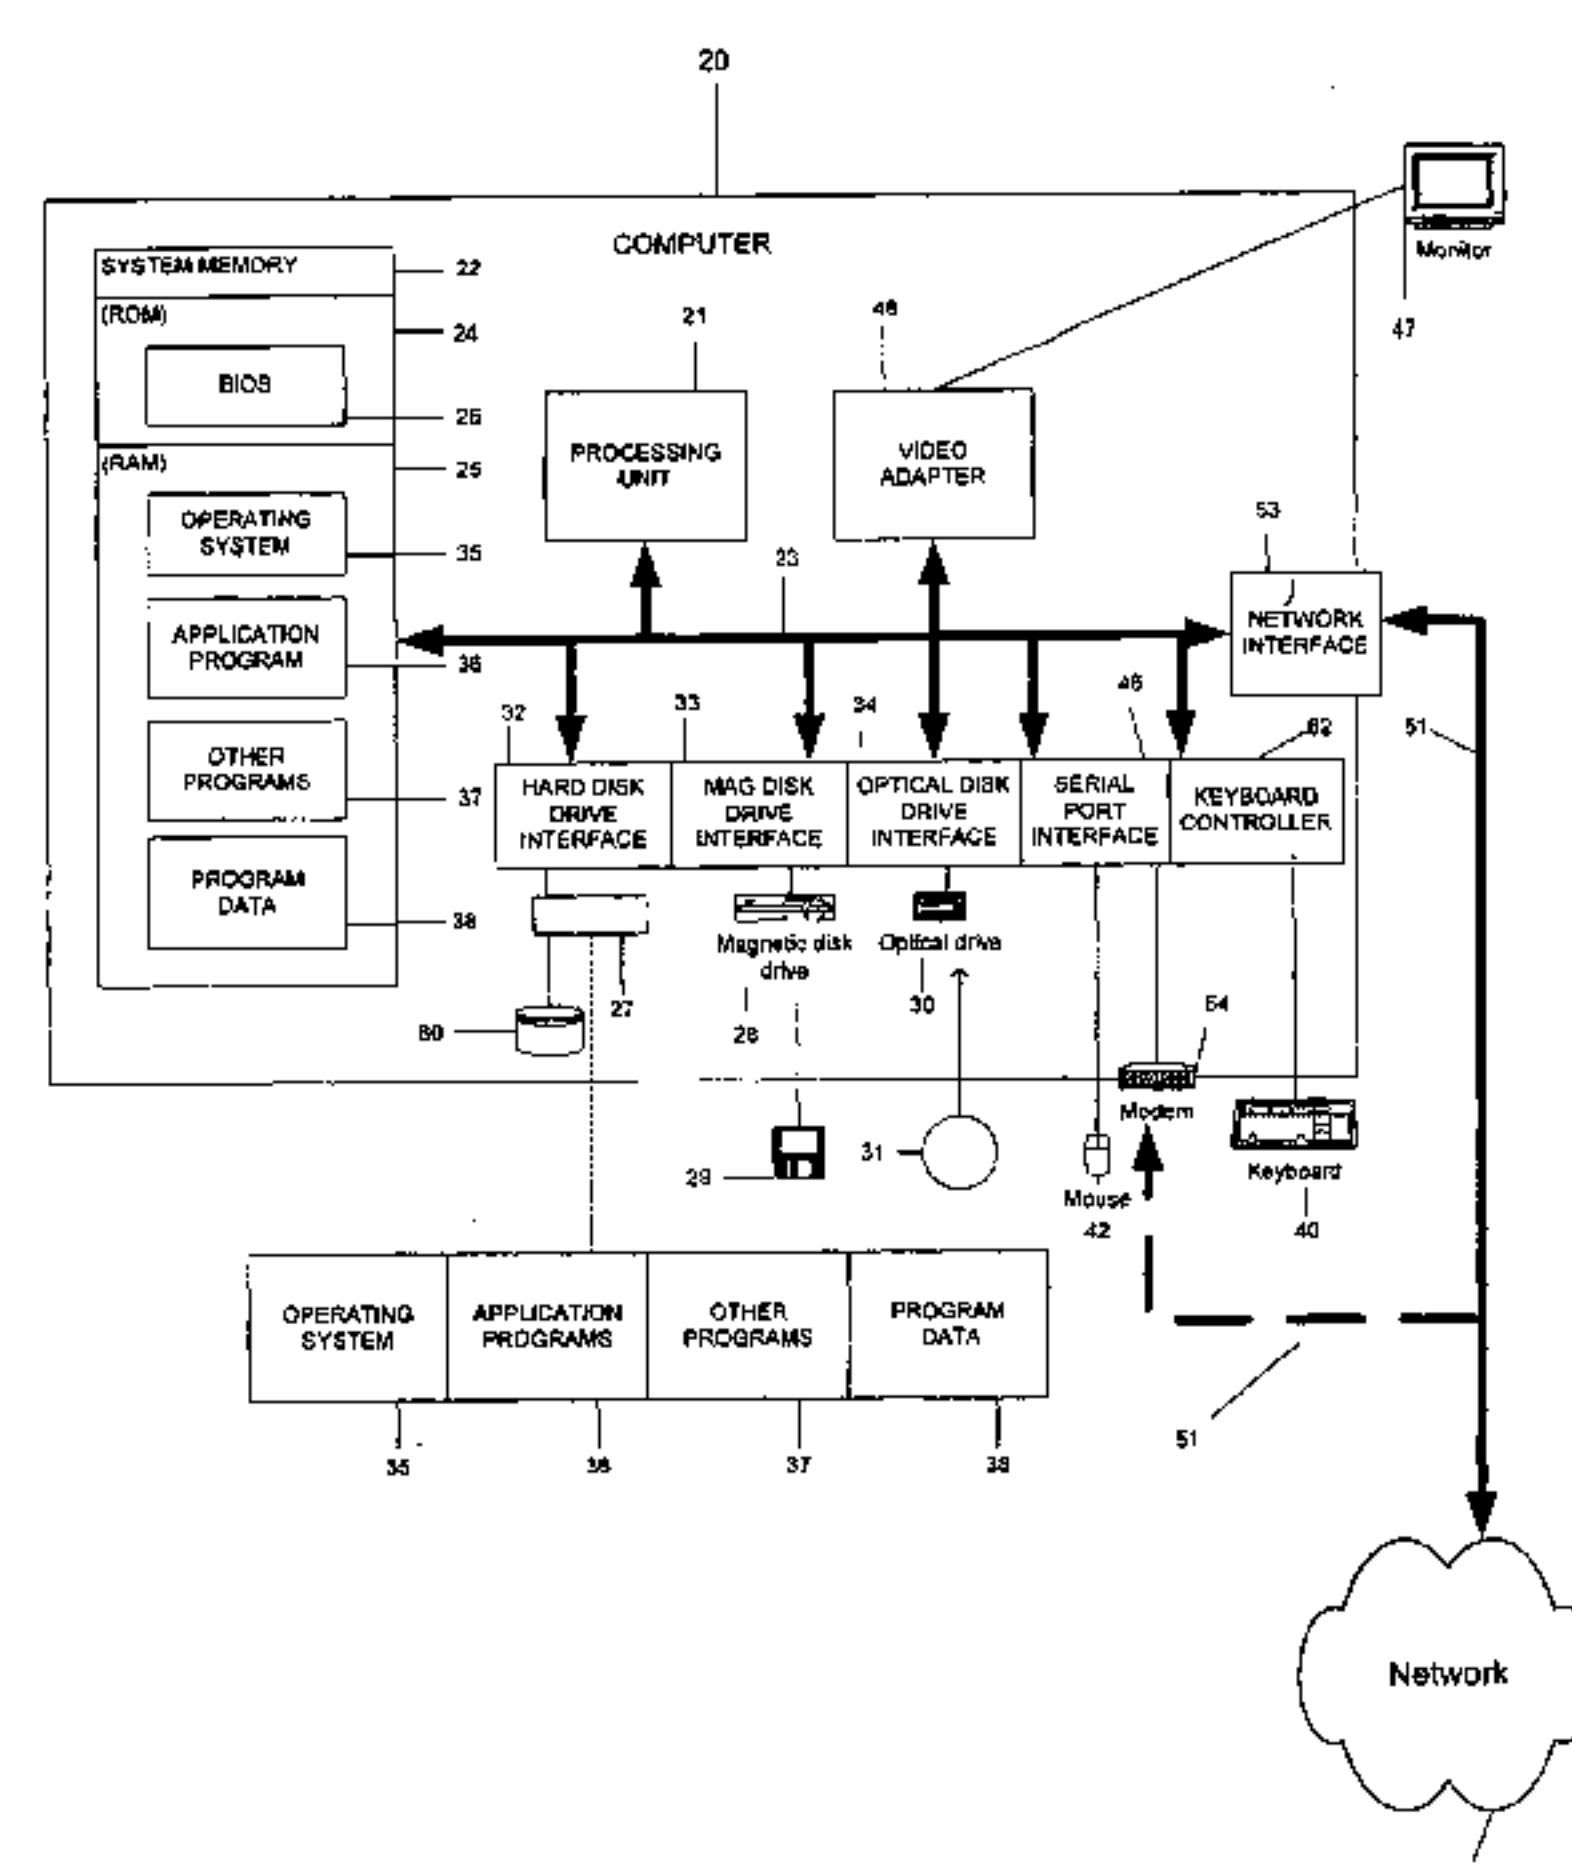 20
COMPUTER
Monitor
47
SYSTEM MEMORY
22
(ROM)
24
BIOS
26
(RAM)
25
OPERATING
SYSTEM
35
APPLICATION
PROGRAM
36
OTHER
PROGRAMS
37
PROGRAM
DATA
38
21
PROCESSING
UNIT
48
VIDEO
ADAPTER
23
53
NETWORK
INTERFACE
51
32
HARD DISK
DRIVE
INTERFACE
33
MAG DISK
DRIVE
INTERFACE
34
OPTICAL DISK
DRIVE
INTERFACE
46
SERIAL
PORT
INTERFACE
62
KEYBOARD
CONTROLLER
27
60
Magnetic disk
drive
28
Optical drive
30
29
31
54
Modem
Mouse
42
Keyboard
40
OPERATING
SYSTEM
APPLICATION
PROGRAMS
OTHER
PROGRAMS
PROGRAM
DATA
35
36
37
38
51
Network